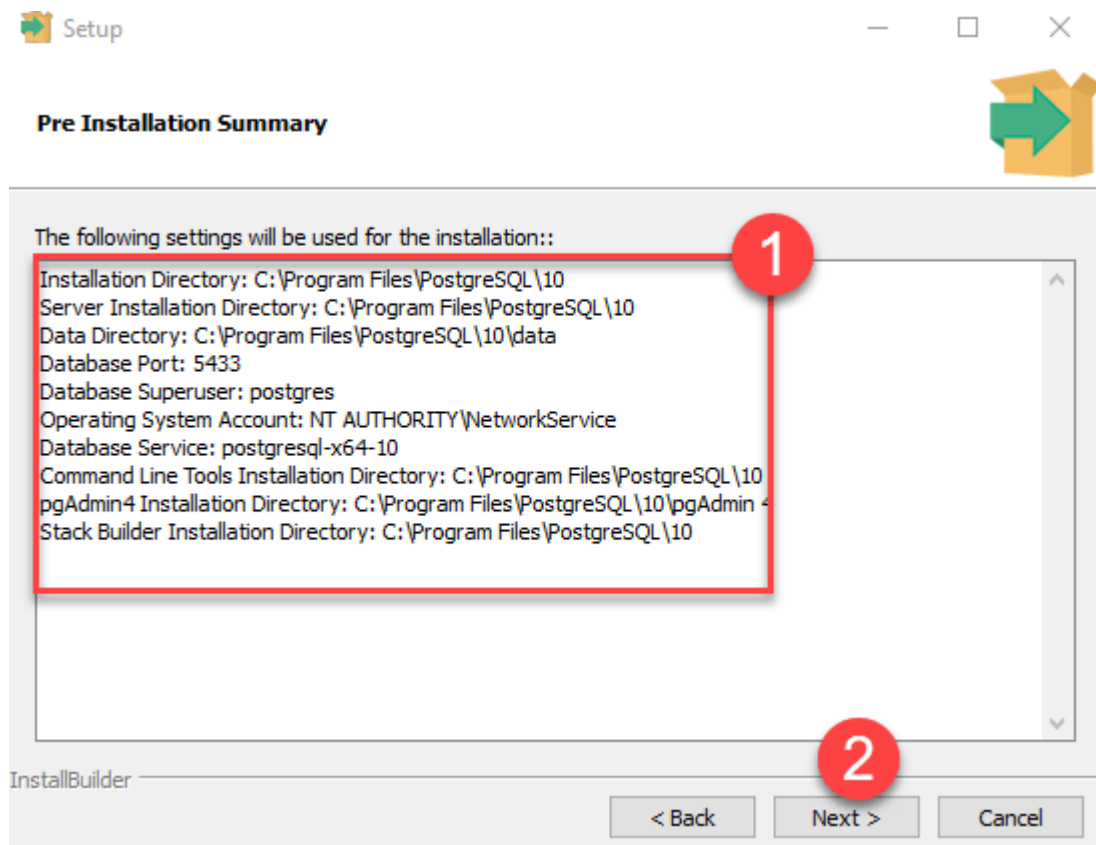 Setup
Pre Installation Summary
The following settings will be used for the installation::
1
Installation Directory: C:\Program Files\PostgreSQL\10
Server Installation Directory: C:\Program Files\PostgreSQL\10
Data Directory: C:\Program Files\PostgreSQL\10\data
Database Port: 5433
Database Superuser: postgres
Operating System Account: NT AUTHORITY\NetworkService
Database Service: postgresql-x64-10
Command Line Tools Installation Directory: C:\Program Files\PostgreSQL\10
pgAdmin4 Installation Directory: C:\Program Files\PostgreSQL\10\pgAdmin 4
Stack Builder Installation Directory: C:\Program Files\PostgreSQL\10
2
InstallBuilder
< Back Next > Cancel